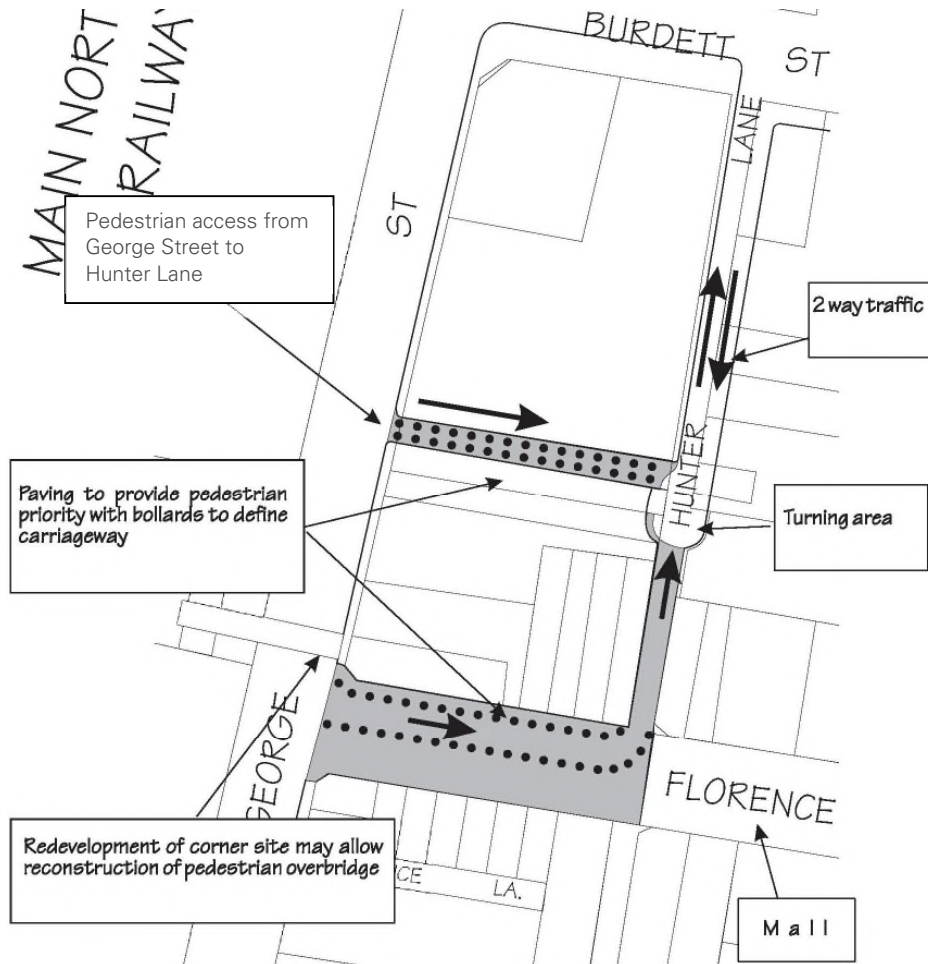 BURDETT
ST
MAIN NORT
RAILWAY
LANE
Pedestrian access from
George Street to
Hunter Lane
ST
2 way traffic
HUNTER
Paving to provide pedestrian
priority with bollards to define
carriageway
Turning area
GEORGE
FLORENCE
Redevelopment of corner site may allow
reconstruction of pedestrian overbridge
CE
LA.
Mall